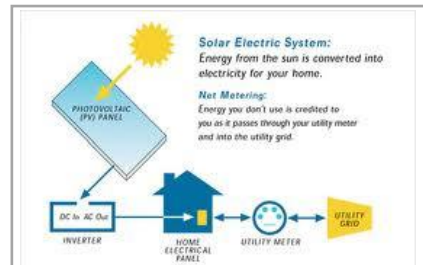 Solar Electric System:
Energy from the sun is converted into
electricity for your home.
Net Metering:
Energy you don't use is credited to
you as it passes through your utility meter
and into the utility grid.
PHOTOVOLTAIC
(PV) PANEL
DC In AC Out
INVERTER
HOME
ELECTRICAL
PANEL
UTILITY METER
UTILITY
GRID